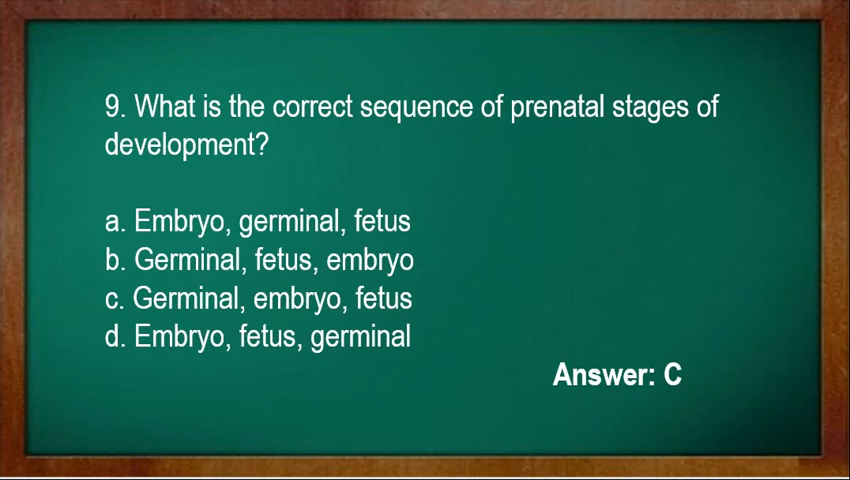 9. What is the correct sequence of prenatal stages of
development?
a. Embryo, germinal, fetus
b. Germinal, fetus, embryo
c. Germinal, embryo, fetus
d. Embryo, fetus, germinal
Answer: C